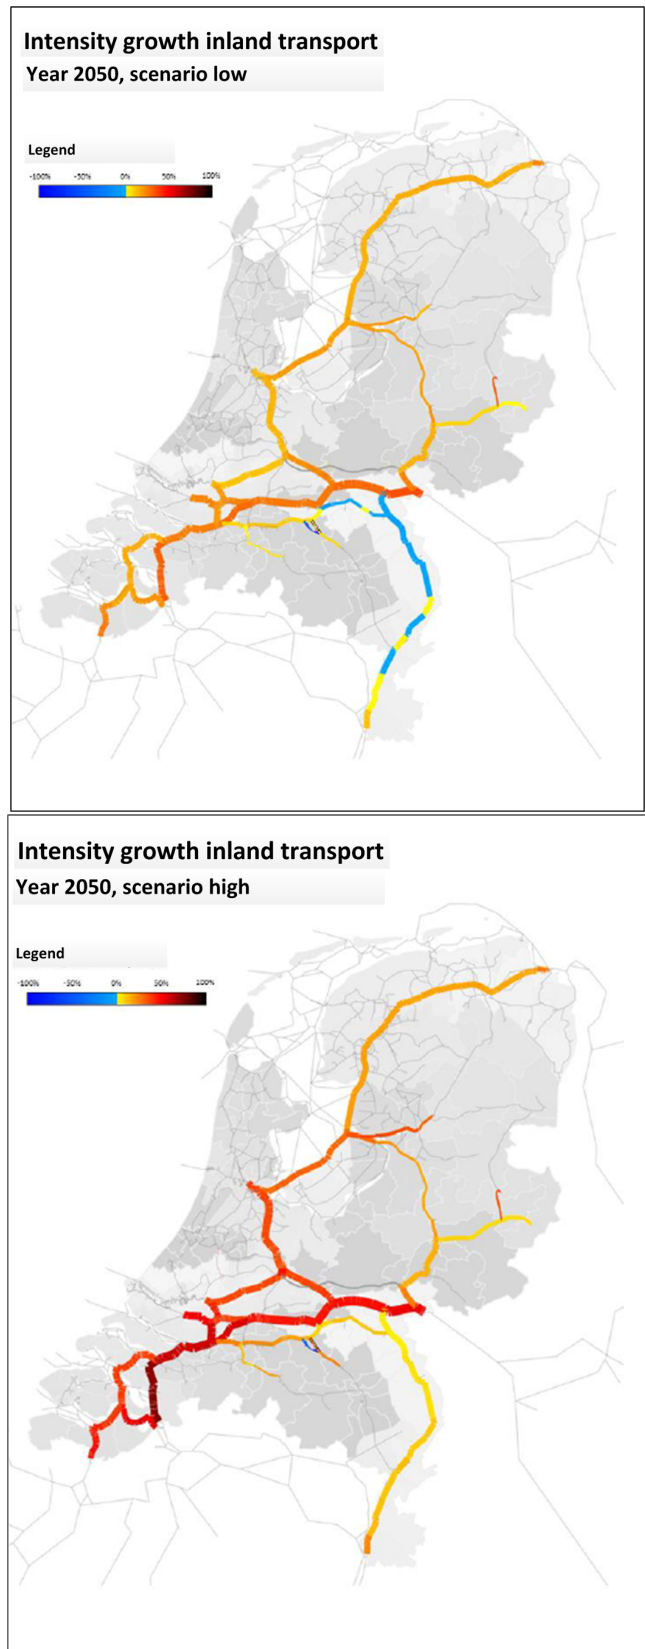 Intensity growth inland transport
Year 2050, scenario low
Legend
-100% -50% 0% 50% 100%
Intensity growth inland transport
Year 2050, scenario high
Legend
-100% -50% 0% 50% 100%